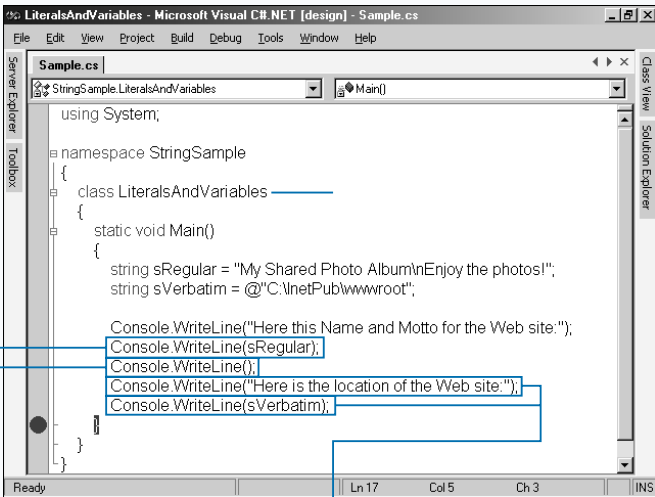 LiteralsAndVariables - Microsoft Visual C#.NET [design] - Sample.cs
File Edit View Project Build Debug Tools Window Help
Sample.cs
StringSample.LiteralsAndVariables Main()
Server Explorer
Toolbox
Class View
Solution Explorer
using System;
namespace StringSample
{
class LiteralsAndVariables
{
static void Main()
{
string sRegular = "My Shared Photo Album\nEnjoy the photos!";
string sVerbatim = @"C:\InetPub\wwwroot";
Console.WriteLine("Here this Name and Motto for the Web site:");
Console.WriteLine(sRegular);
Console.WriteLine();
Console.WriteLine("Here is the location of the Web site:");
Console.WriteLine(sVerbatim);
}
}
}
Ready Ln 17 Col 5 Ch 3 INS